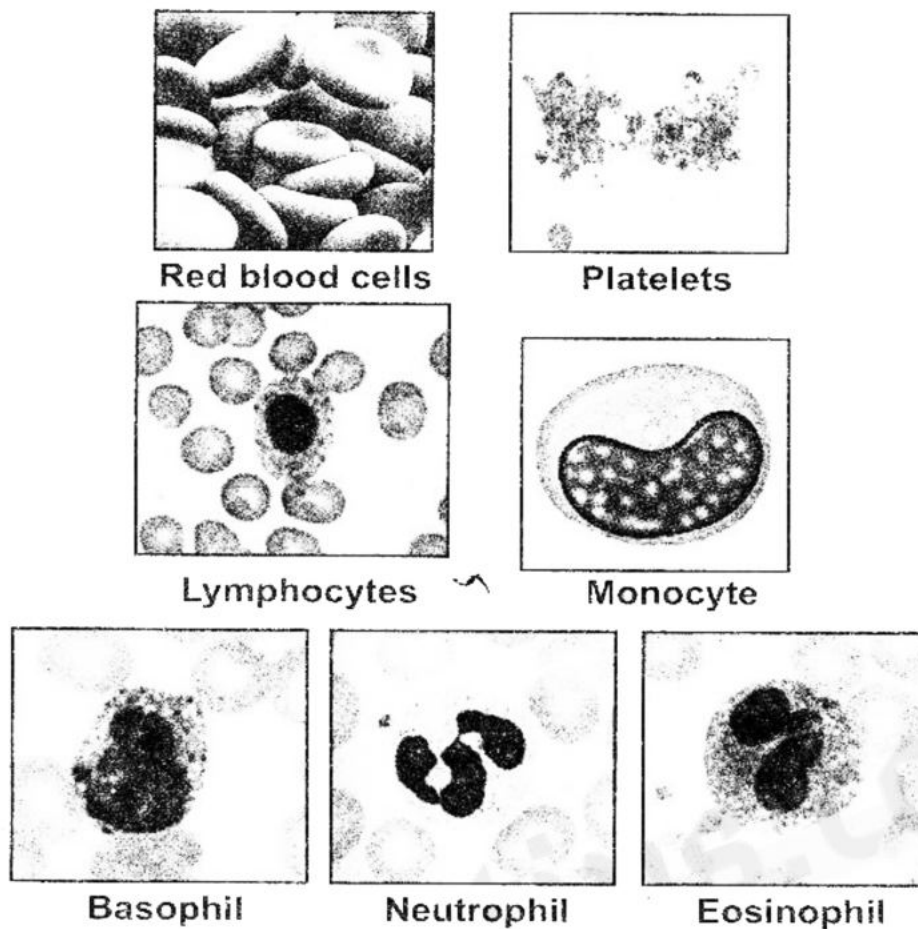 Red blood cells
Platelets
Lymphocytes
Monocyte
Basophil
Neutrophil
Eosinophil